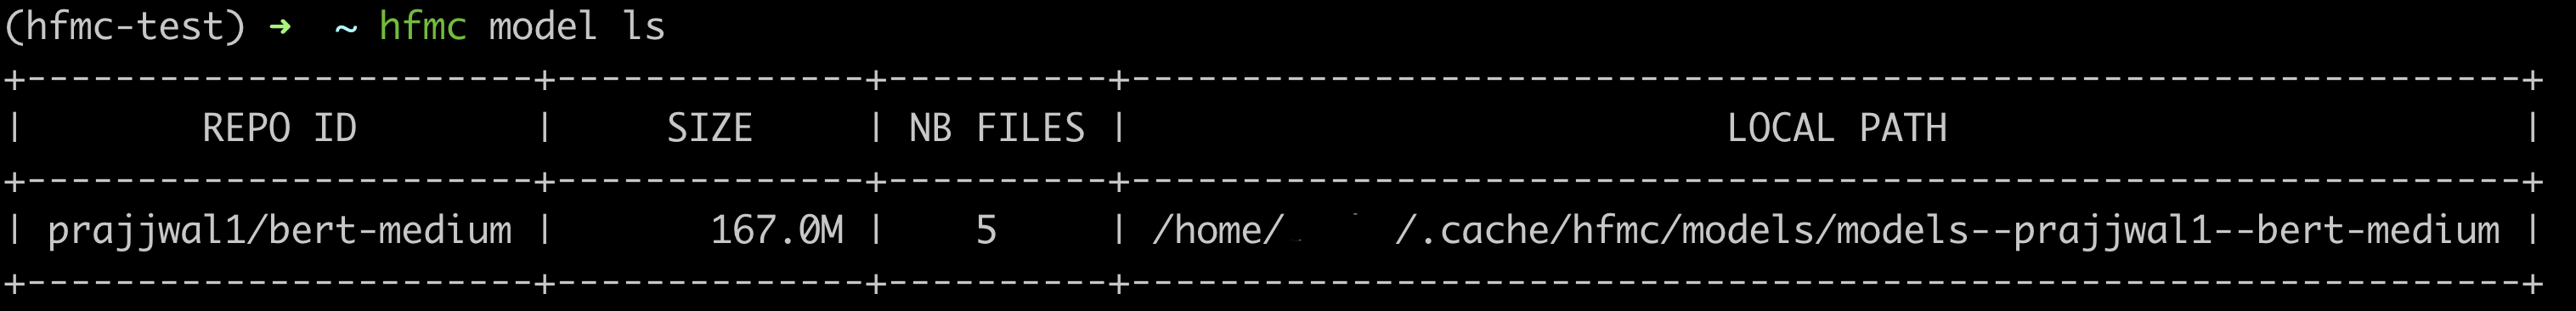 (hfmc-test) ➜ ~ hfmc model ls
+-----------------------+--------------+----------+----------------------------------------------------------------+
| REPO ID | SIZE | NB FILES | LOCAL PATH |
+-----------------------+--------------+----------+----------------------------------------------------------------+
| prajjwal1/bert-medium | 167.0M | 5 | /home/ /.cache/hfmc/models/models--prajjwal1--bert-medium |
+-----------------------+--------------+----------+----------------------------------------------------------------+